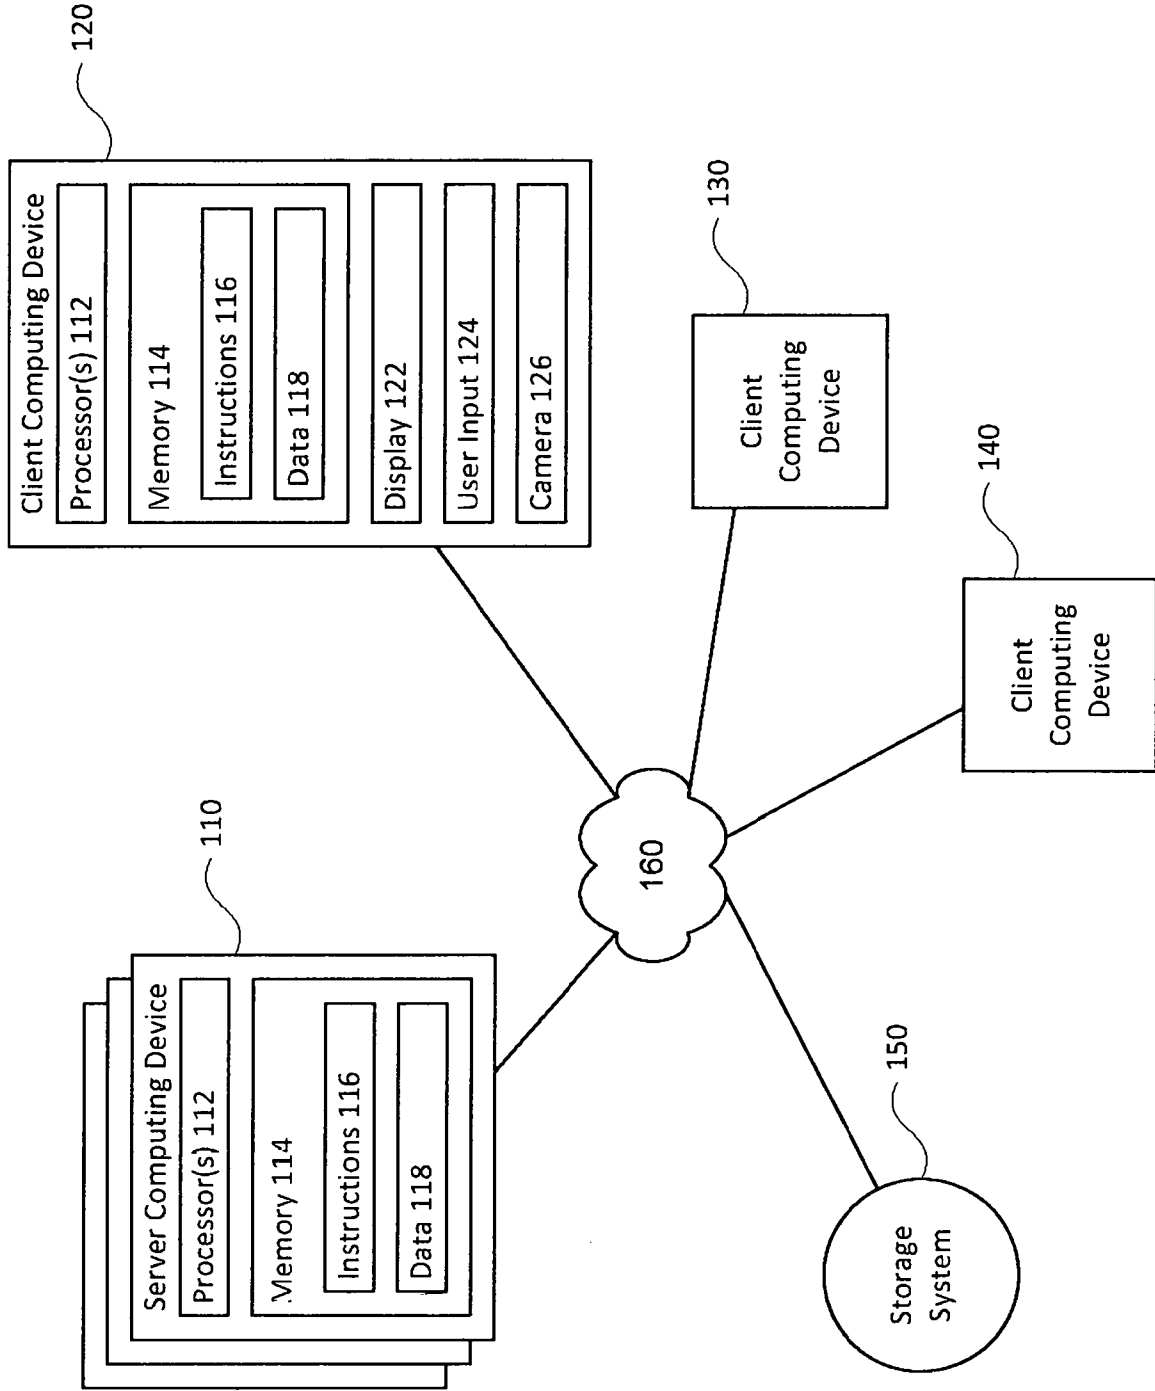 Server Computing Device
Processor(s) 112
Memory 114
Instructions 116
Data 118
110
Client Computing Device
Processor(s) 112
Memory 114
Instructions 116
Data 118
Display 122
User Input 124
Camera 126
120
160
Client
Computing
Device
130
Client
Computing
Device
140
Storage
System
150